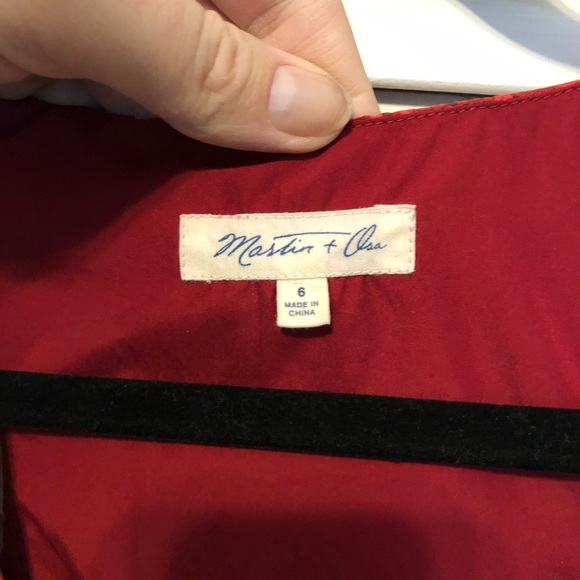 Martin + Osa
6
MADE IN
CHINA